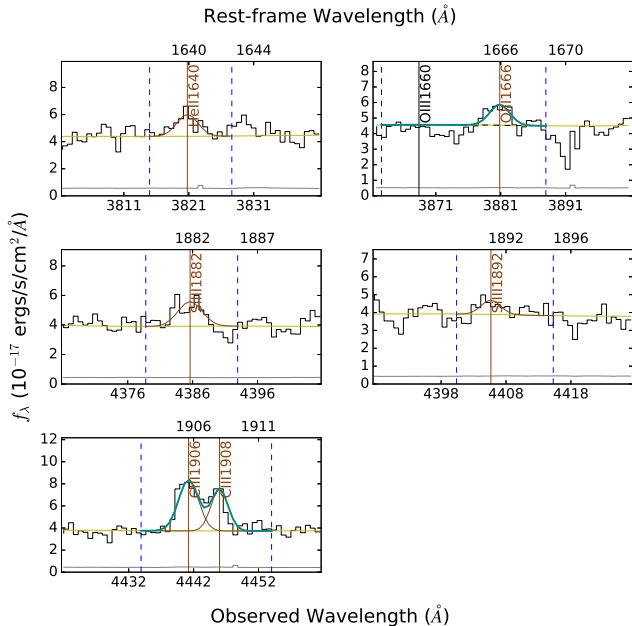 Rest-frame Wavelength (Å)
1640 1644
1666 1670
8
6
4
2
0
HeII1640
3811 3821 3831
8
7
6
5
4
3
2
1
0
OIII1660
OIII1666
3871 3881 3891
1882 1887
1892 1896
8
6
4
2
0
SiIII1882
4376 4386 4396
8
7
6
5
4
3
2
1
0
SiIII1892
4398 4408 4418
1906 1911
12
10
8
6
4
2
0
CIII1906
CIII1908
4432 4442 4452
fλ (10⁻¹⁷ ergs/s/cm²/Å)
Observed Wavelength (Å)